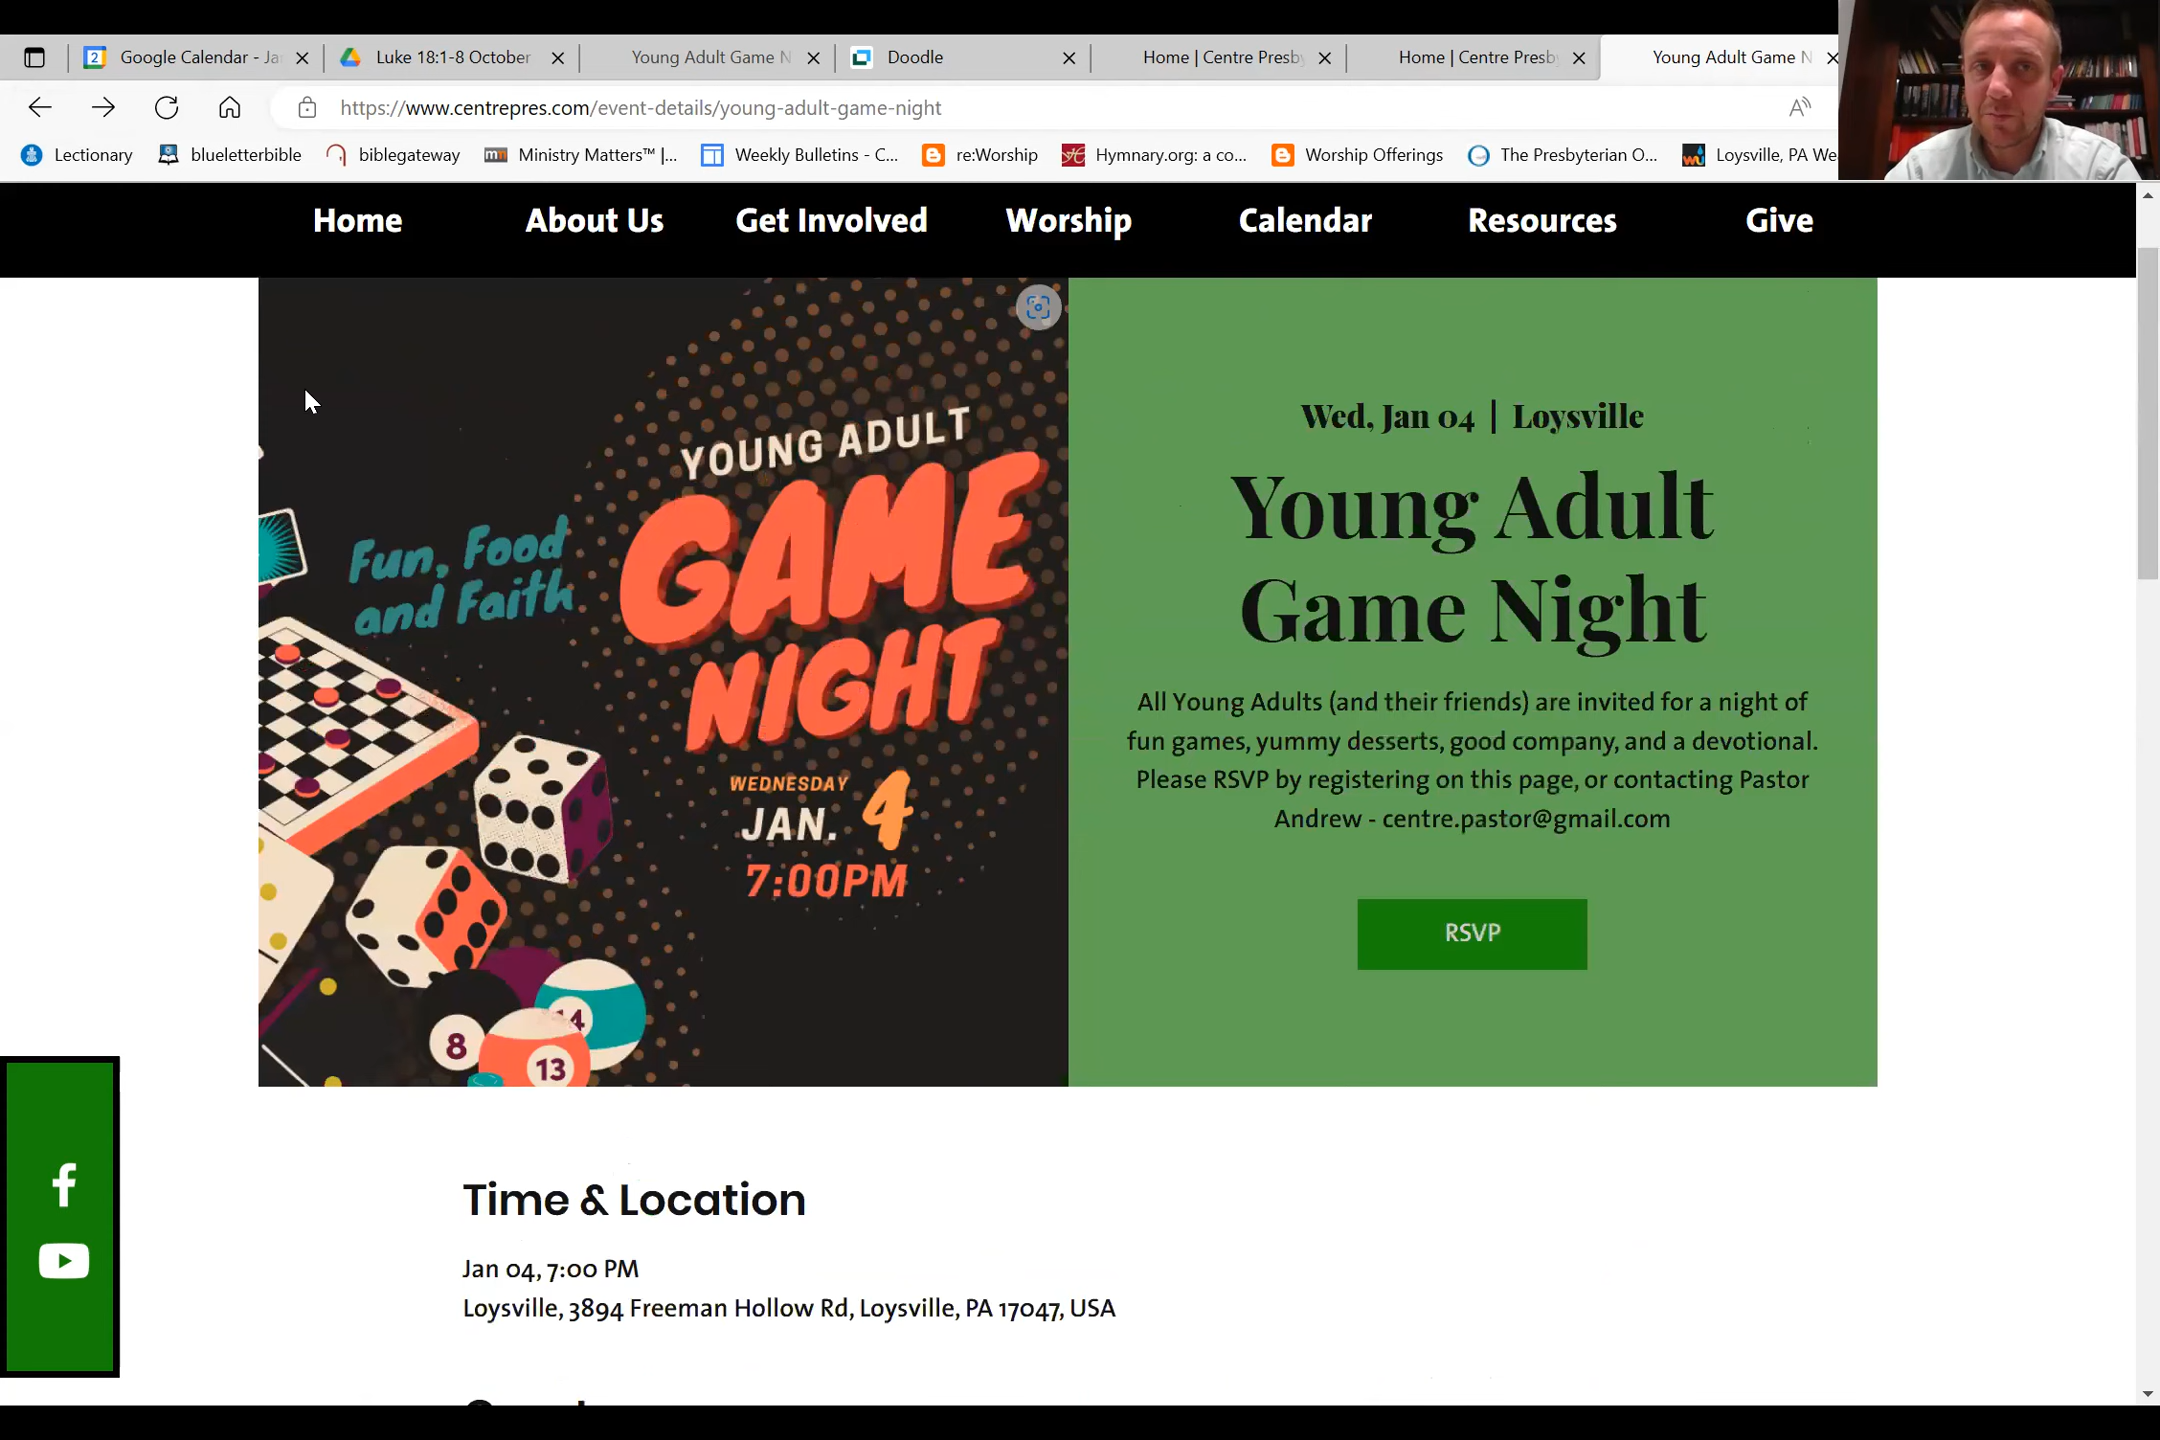 Google Calendar - Ja
Luke 18:1-8 October
Young Adult Game N
Doodle
Home | Centre Presby
Home | Centre Presb
Young Adult Game N
https://www.centrepres.com/event-details/young-adult-game-night
Lectionary
blueletterbible
biblegateway
Ministry Matters™ |...
Weekly Bulletins - C...
re:Worship
Hymnary.org: a co...
Worship Offerings
The Presbyterian O...
Loysville, PA We
Home
About Us
Get Involved
Worship
Calendar
Resources
Give
YOUNG ADULT
GAME
NIGHT
Fun, Food
and Faith
WEDNESDAY
JAN. 4
7:00PM
8
14
13
Wed, Jan 04 | Loysville
Young Adult
Game Night
All Young Adults (and their friends) are invited for a night of
fun games, yummy desserts, good company, and a devotional.
Please RSVP by registering on this page, or contacting Pastor
Andrew - centre.pastor@gmail.com
RSVP
Time & Location
Jan 04, 7:00 PM
Loysville, 3894 Freeman Hollow Rd, Loysville, PA 17047, USA